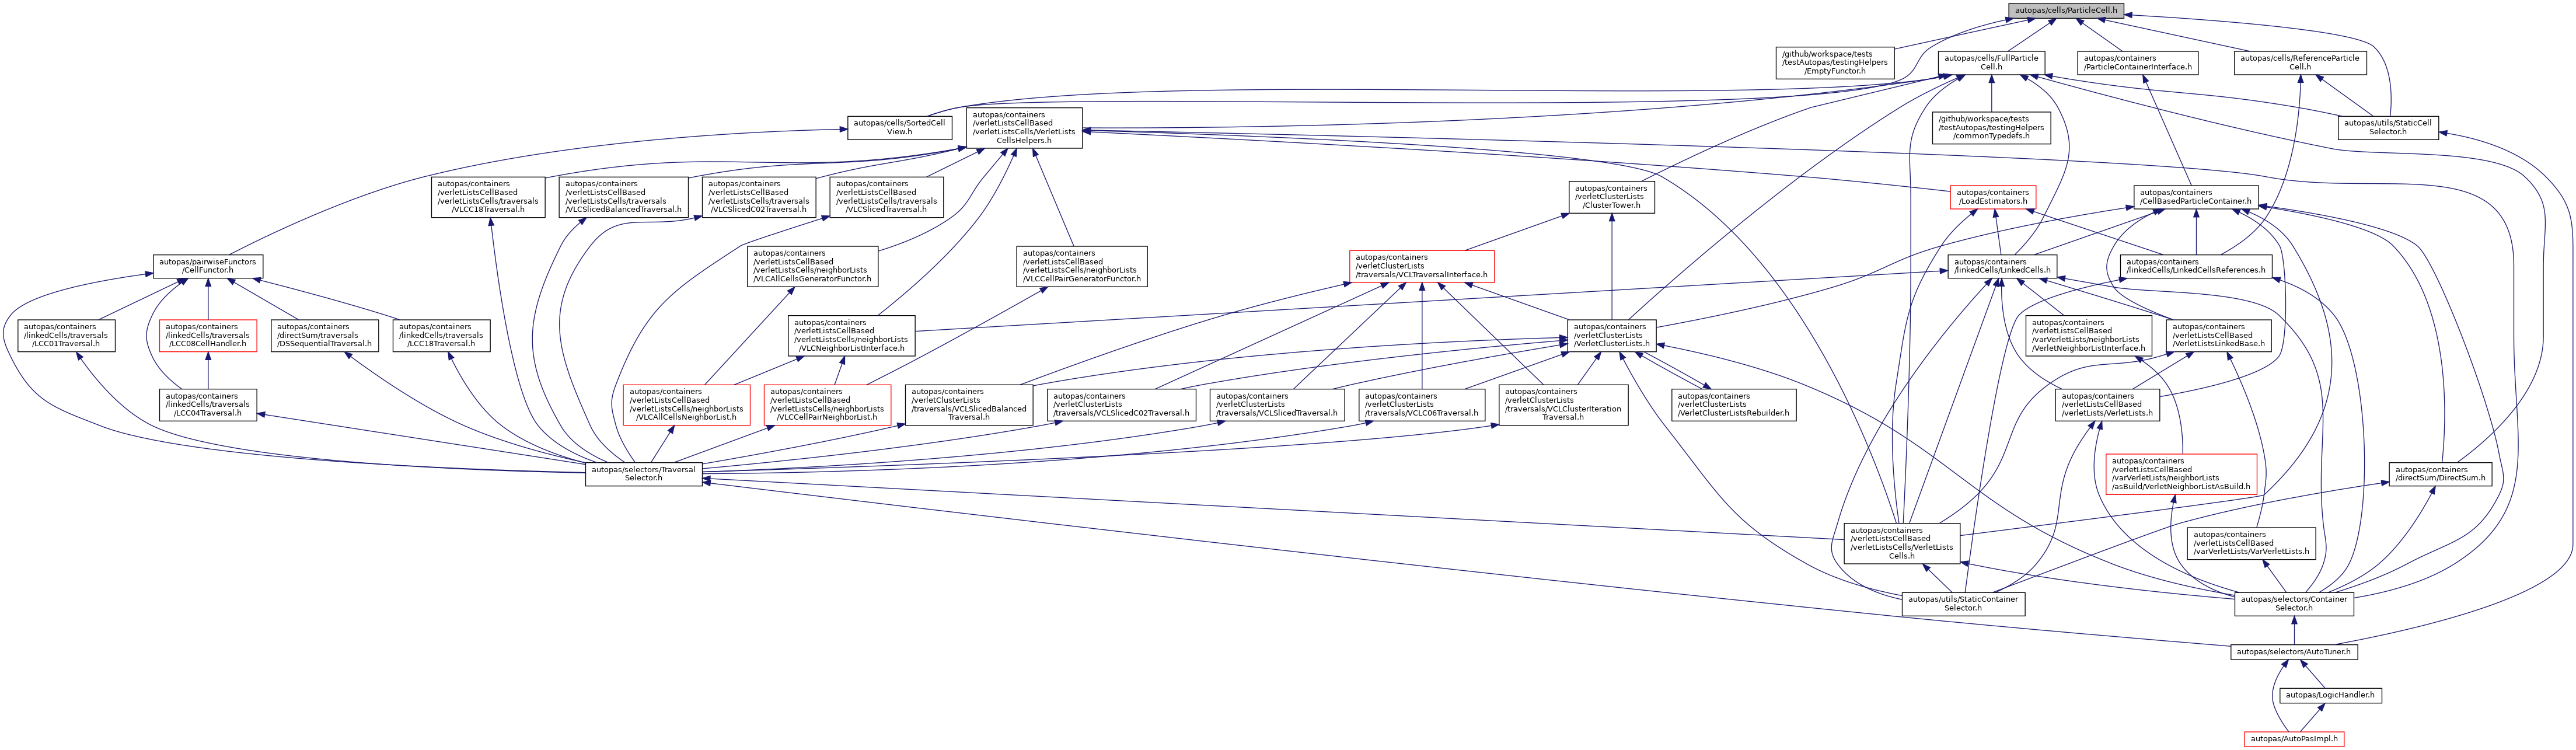 autopas/cells/ParticleCell.h
/github/workspace/tests
/testAutopas/testingHelpers
/EmptyFunctor.h
autopas/cells/FullParticle
Cell.h
autopas/containers
/ParticleContainerInterface.h
autopas/cells/ReferenceParticle
Cell.h
autopas/cells/SortedCell
View.h
autopas/containers
/verletListsCellBased
/verletListsCells/VerletLists
CellsHelpers.h
/github/workspace/tests
/testAutopas/testingHelpers
/commonTypedefs.h
autopas/utils/StaticCell
Selector.h
autopas/containers
/verletListsCellBased
/verletListsCells/traversals
/VLCC18Traversal.h
autopas/containers
/verletListsCellBased
/verletListsCells/traversals
/VLCSlicedBalancedTraversal.h
autopas/containers
/verletListsCellBased
/verletListsCells/traversals
/VLCSlicedC02Traversal.h
autopas/containers
/verletListsCellBased
/verletListsCells/traversals
/VLCSlicedTraversal.h
autopas/containers
/verletClusterLists
/ClusterTower.h
autopas/containers
/LoadEstimators.h
autopas/containers
/CellBasedParticleContainer.h
autopas/pairwiseFunctors
/CellFunctor.h
autopas/containers
/verletListsCellBased
/verletListsCells/neighborLists
/VLCAllCellsGeneratorFunctor.h
autopas/containers
/verletListsCellBased
/verletListsCells/neighborLists
/VLCCellPairGeneratorFunctor.h
autopas/containers
/verletClusterLists
/traversals/VCLTraversalInterface.h
autopas/containers
/linkedCells/LinkedCells.h
autopas/containers
/linkedCells/LinkedCellsReferences.h
autopas/containers
/linkedCells/traversals
/LCC01Traversal.h
autopas/containers
/linkedCells/traversals
/LCC08CellHandler.h
autopas/containers
/directSum/traversals
/DSSequentialTraversal.h
autopas/containers
/linkedCells/traversals
/LCC18Traversal.h
autopas/containers
/verletListsCellBased
/verletListsCells/neighborLists
/VLCNeighborListInterface.h
autopas/containers
/verletClusterLists
/VerletClusterLists.h
autopas/containers
/verletListsCellBased
/varVerletLists/neighborLists
/VerletNeighborListInterface.h
autopas/containers
/verletListsCellBased
/VerletListsLinkedBase.h
autopas/containers
/linkedCells/traversals
/LCC04Traversal.h
autopas/containers
/verletListsCellBased
/verletListsCells/neighborLists
/VLCAllCellsNeighborList.h
autopas/containers
/verletListsCellBased
/verletListsCells/neighborLists
/VLCCellPairNeighborList.h
autopas/containers
/verletClusterLists
/traversals/VCLSlicedBalanced
Traversal.h
autopas/containers
/verletClusterLists
/traversals/VCLSlicedC02Traversal.h
autopas/containers
/verletClusterLists
/traversals/VCLSlicedTraversal.h
autopas/containers
/verletClusterLists
/traversals/VCLC06Traversal.h
autopas/containers
/verletClusterLists
/traversals/VCLClusterIteration
Traversal.h
autopas/containers
/verletClusterLists
/VerletClusterListsRebuilder.h
autopas/containers
/verletListsCellBased
/verletLists/VerletLists.h
autopas/selectors/Traversal
Selector.h
autopas/containers
/verletListsCellBased
/varVerletLists/neighborLists
/asBuild/VerletNeighborListAsBuild.h
autopas/containers
/directSum/DirectSum.h
autopas/containers
/verletListsCellBased
/verletListsCells/VerletLists
Cells.h
autopas/containers
/verletListsCellBased
/varVerletLists/VarVerletLists.h
autopas/utils/StaticContainer
Selector.h
autopas/selectors/Container
Selector.h
autopas/selectors/AutoTuner.h
autopas/LogicHandler.h
autopas/AutoPasImpl.h